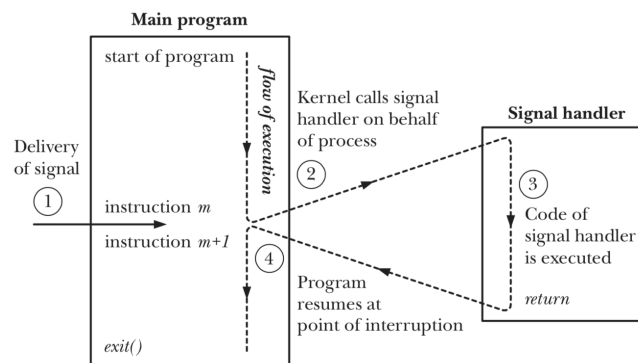 Main program
start of program
flow of execution
Kernel calls signal
handler on behalf
of process
Signal handler
Delivery
of signal
1
2
3
instruction m
instruction m+1
Code of
signal handler
is executed
4
Program
resumes at
point of interruption
return
exit()